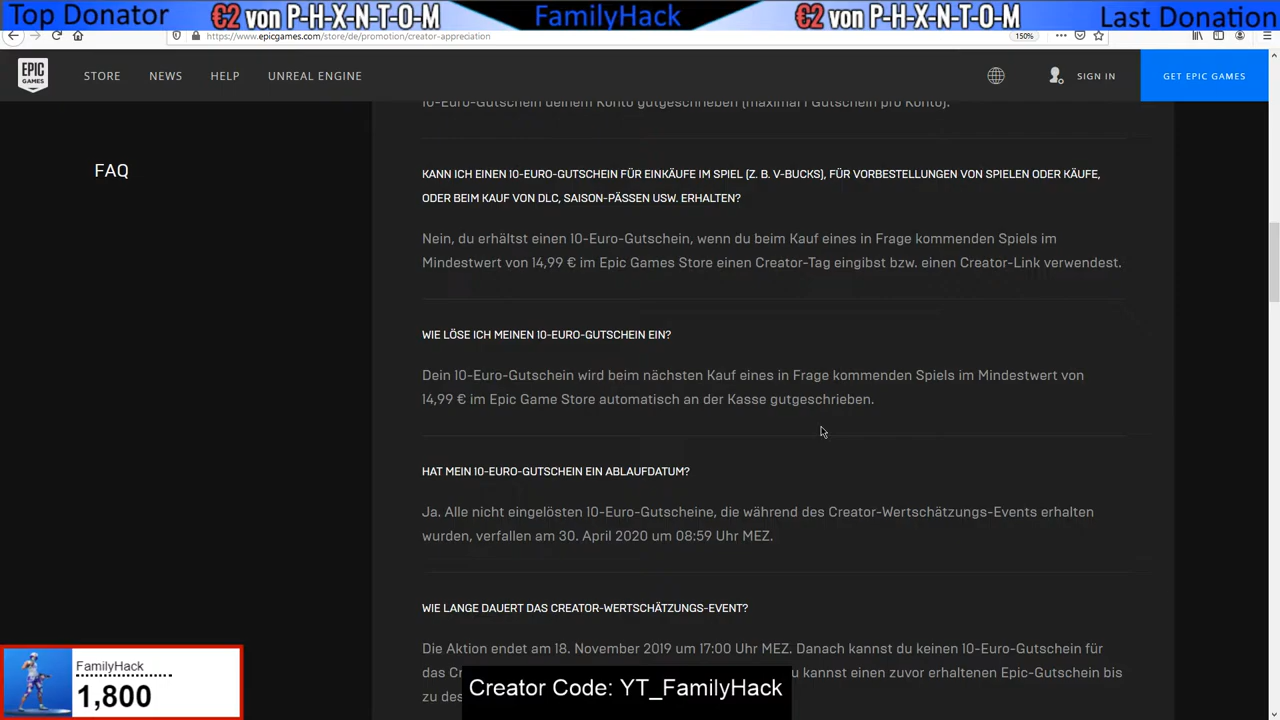 Top Donator €2 von P-H-X-N-T-O-M FamilyHack €2 von P-H-X-N-T-O-M Last Donation
https://www.epicgames.com/store/de/promotion/creator-appreciation 150%
EPIC GAMES STORE NEWS HELP UNREAL ENGINE SIGN IN GET EPIC GAMES
10-Euro-Gutschein deinem Konto gutgeschrieben (maximal 1 Gutschein pro Konto).
FAQ
KANN ICH EINEN 10-EURO-GUTSCHEIN FÜR EINKÄUFE IM SPIEL (Z. B. V-BUCKS), FÜR VORBESTELLUNGEN VON SPIELEN ODER KÄUFE,
ODER BEIM KAUF VON DLC, SAISON-PÄSSEN USW. ERHALTEN?
Nein, du erhältst einen 10-Euro-Gutschein, wenn du beim Kauf eines in Frage kommenden Spiels im
Mindestwert von 14,99 € im Epic Games Store einen Creator-Tag eingibst bzw. einen Creator-Link verwendest.
WIE LÖSE ICH MEINEN 10-EURO-GUTSCHEIN EIN?
Dein 10-Euro-Gutschein wird beim nächsten Kauf eines in Frage kommenden Spiels im Mindestwert von
14,99 € im Epic Game Store automatisch an der Kasse gutgeschrieben.
HAT MEIN 10-EURO-GUTSCHEIN EIN ABLAUFDATUM?
Ja. Alle nicht eingelösten 10-Euro-Gutscheine, die während des Creator-Wertschätzungs-Events erhalten
wurden, verfallen am 30. April 2020 um 08:59 Uhr MEZ.
WIE LANGE DAUERT DAS CREATOR-WERTSCHÄTZUNGS-EVENT?
Die Aktion endet am 18. November 2019 um 17:00 Uhr MEZ. Danach kannst du keinen 10-Euro-Gutschein für
das kannst einen zuvor erhaltenen Epic-Gutschein bis
zu
FamilyHack
1,800
Creator Code: YT_FamilyHack